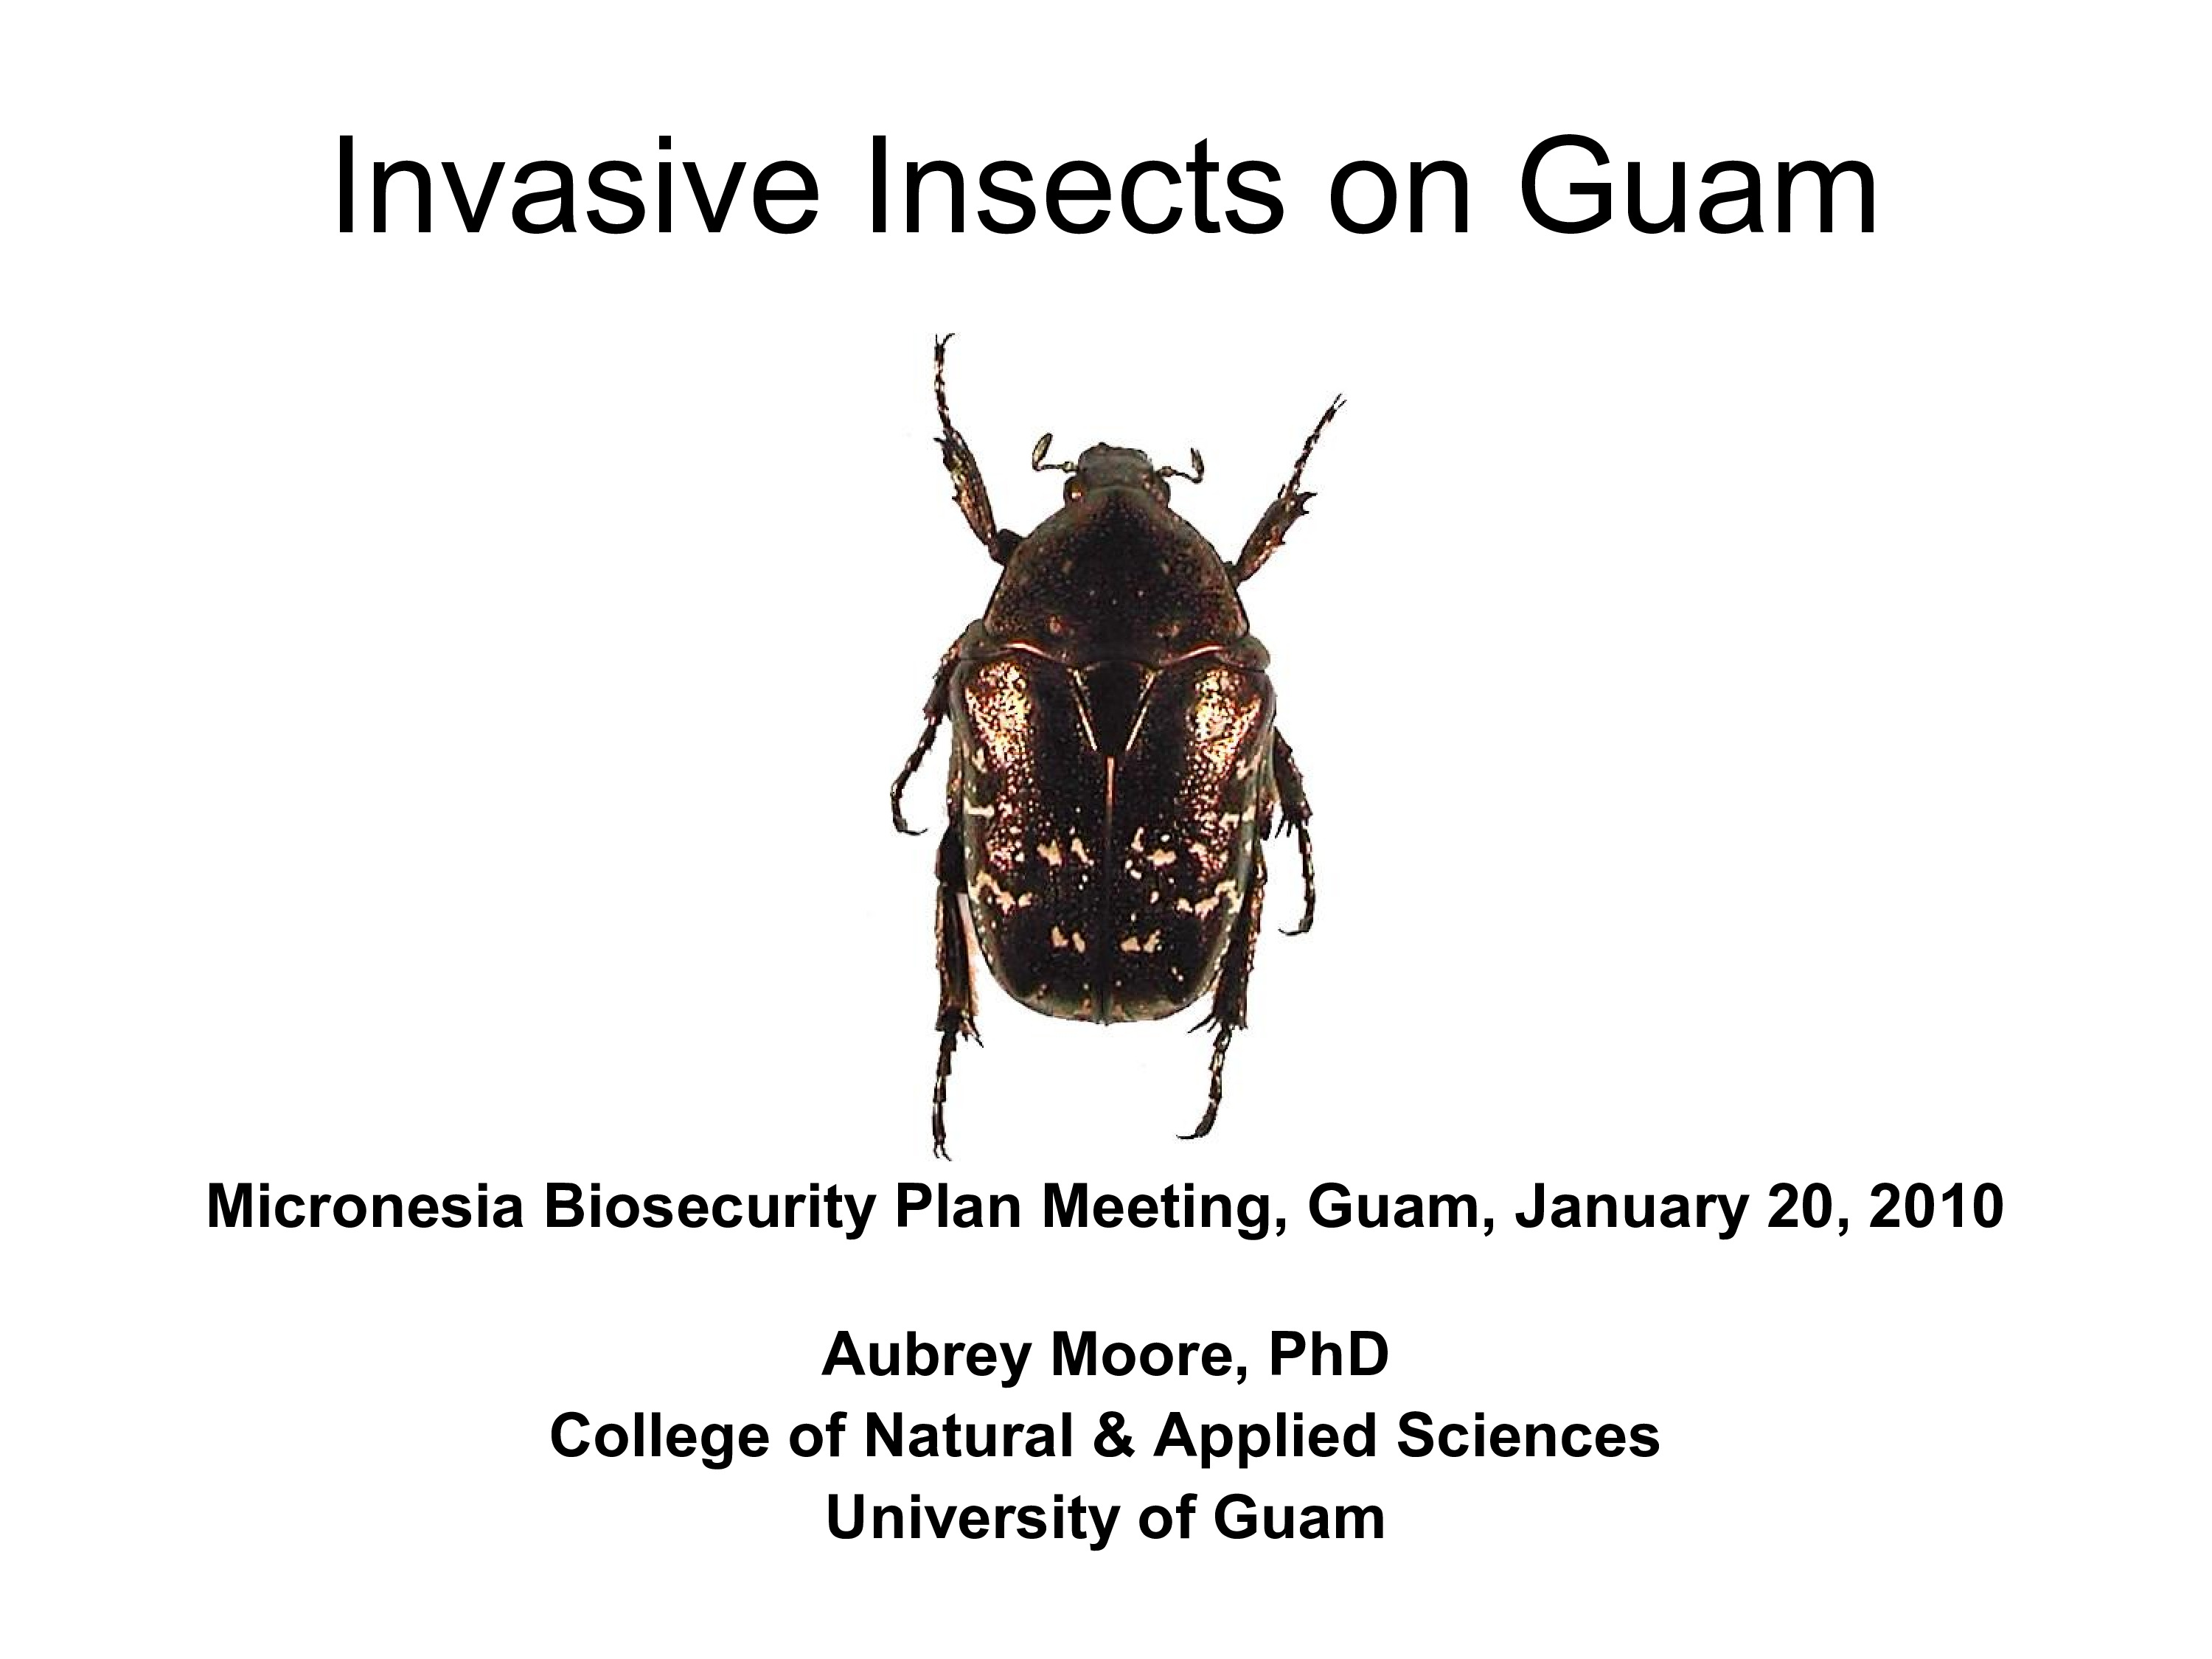 Invasive Insects on Guam
Micronesia Biosecurity Plan Meeting, Guam, January 20, 2010
Aubrey Moore, PhD
College of Natural & Applied Sciences
University of Guam